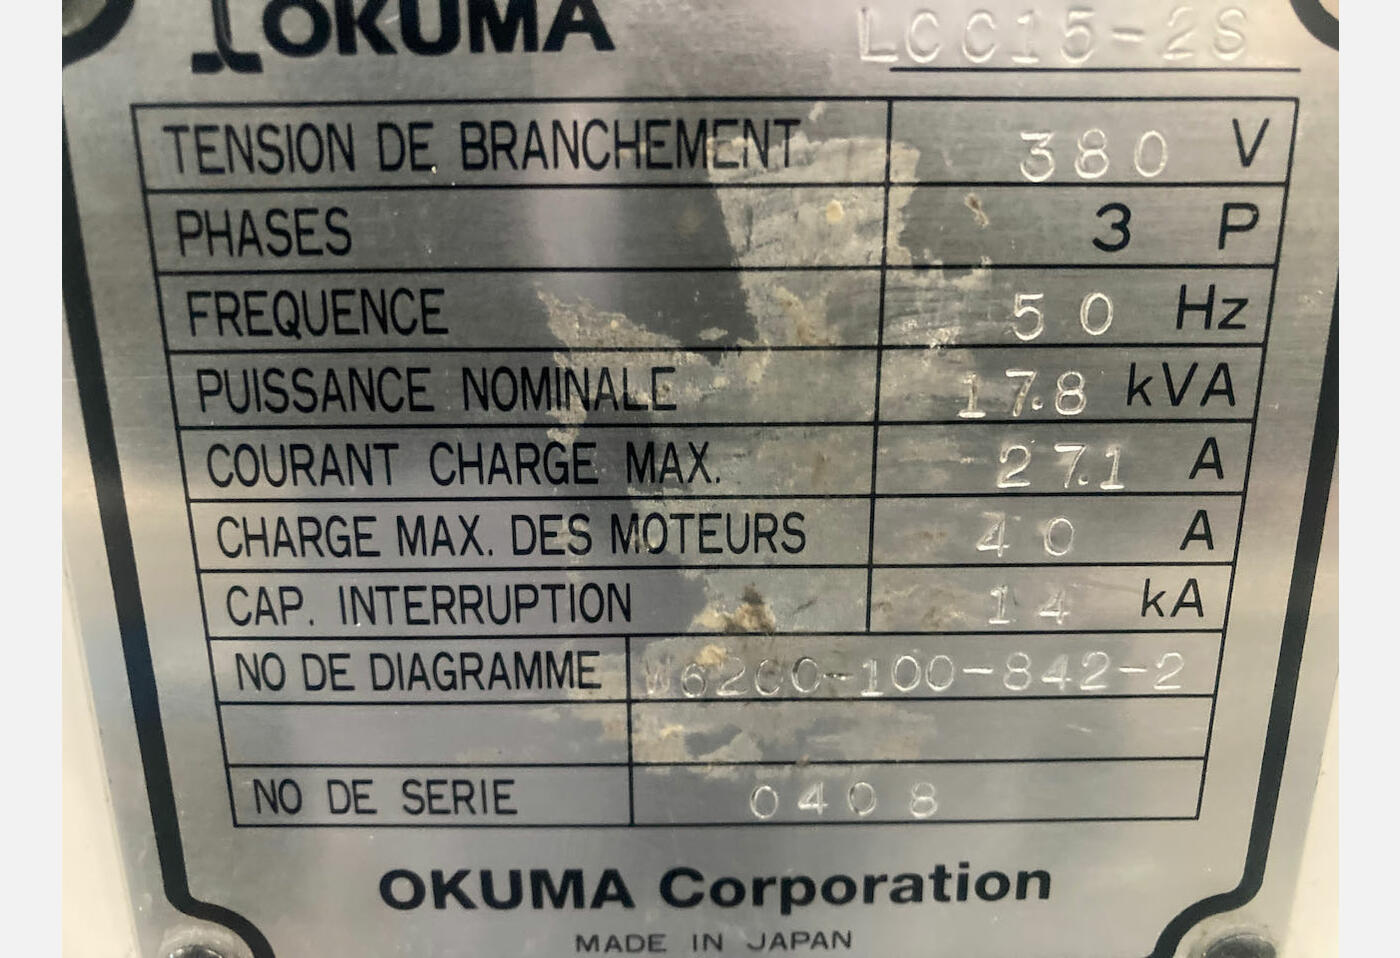 OKUMA
LCC15-2S
TENSION DE BRANCHEMENT 380 V
PHASES 3 P
FREQUENCE 50 Hz
PUISSANCE NOMINALE 17.8 kVA
COURANT CHARGE MAX. 27.1 A
CHARGE MAX. DES MOTEURS 40 A
CAP. INTERRUPTION 14 kA
NO DE DIAGRAMME W6200-100-842-2
NO DE SERIE 0408
OKUMA Corporation
MADE IN JAPAN